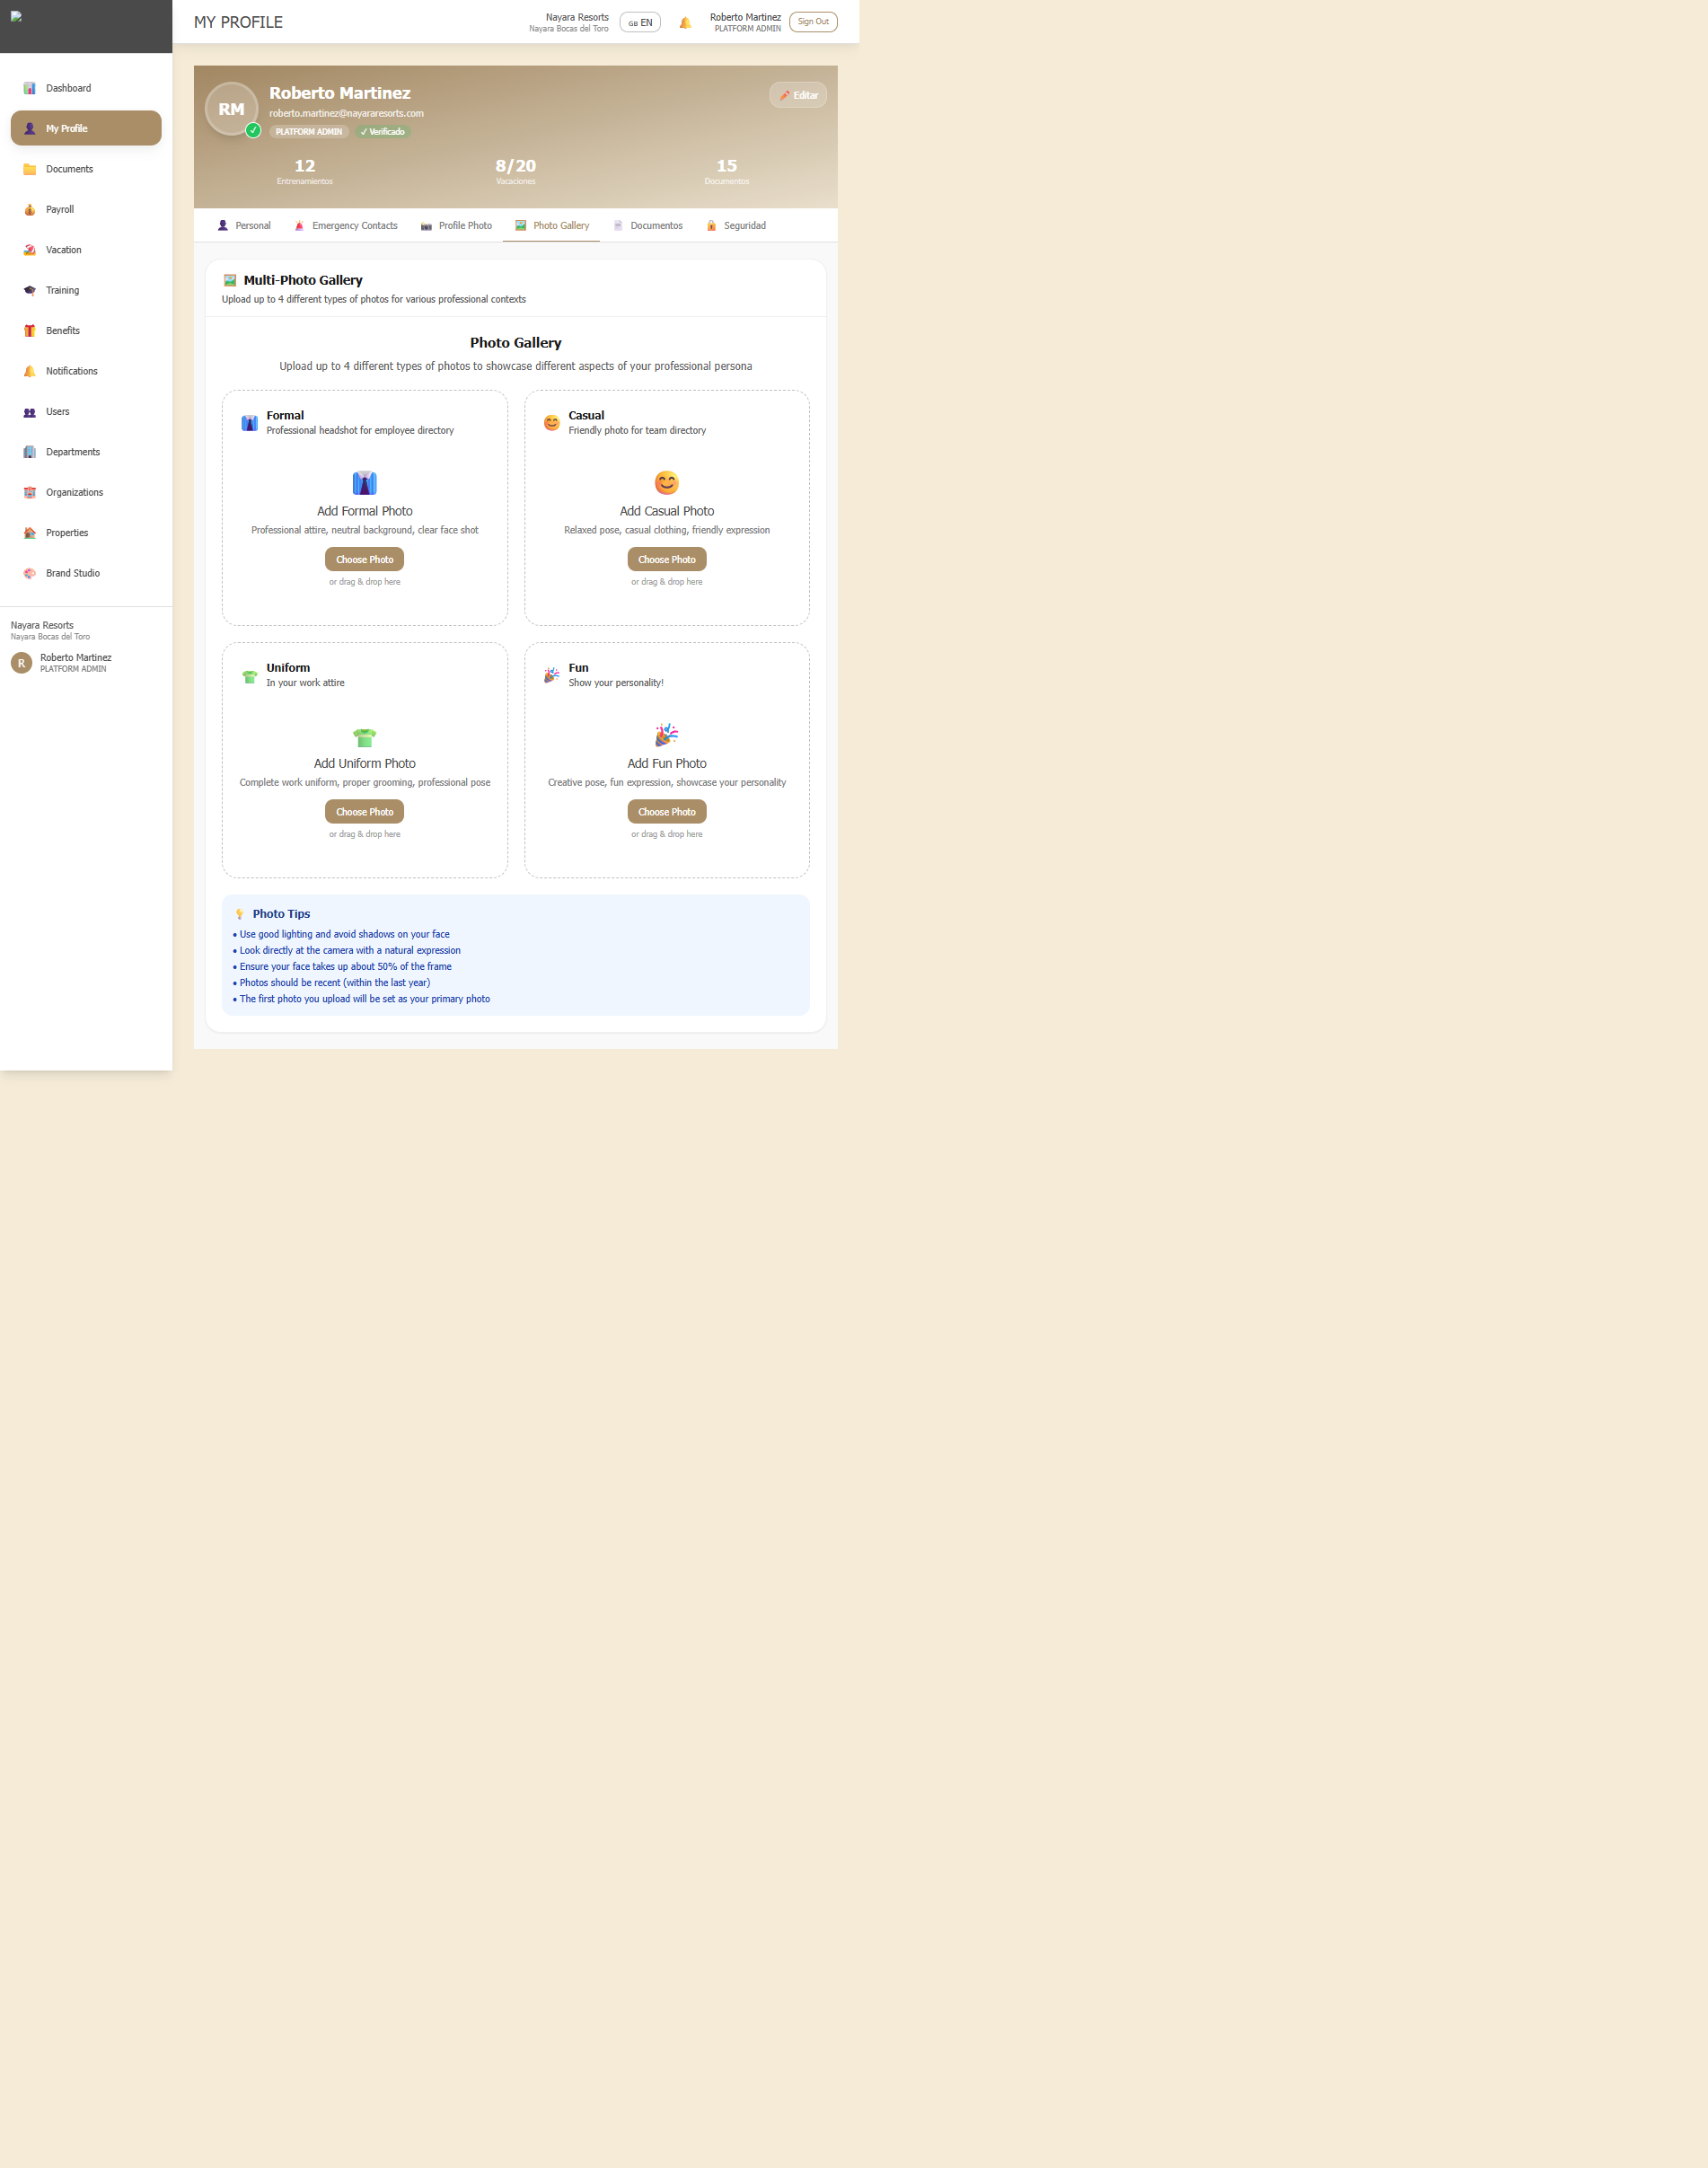 MY PROFILE
Nayara Resorts
Nayara Bocas del Toro
GB EN
Roberto Martinez
PLATFORM ADMIN
Sign Out
Dashboard
My Profile
Documents
Payroll
Vacation
Training
Benefits
Notifications
Users
Departments
Organizations
Properties
Brand Studio
Nayara Resorts
Nayara Bocas del Toro
R
Roberto Martinez
PLATFORM ADMIN
RM
Roberto Martinez
roberto.martinez@nayararesorts.com
PLATFORM ADMIN
✓ Verificado
Editar
12
Entrenamientos
8/20
Vacaciones
15
Documentos
Personal
Emergency Contacts
Profile Photo
Photo Gallery
Documentos
Seguridad
Multi-Photo Gallery
Upload up to 4 different types of photos for various professional contexts
Photo Gallery
Upload up to 4 different types of photos to showcase different aspects of your professional persona
Formal
Professional headshot for employee directory
Add Formal Photo
Professional attire, neutral background, clear face shot
Choose Photo
or drag & drop here
Casual
Friendly photo for team directory
Add Casual Photo
Relaxed pose, casual clothing, friendly expression
Choose Photo
or drag & drop here
Uniform
In your work attire
Add Uniform Photo
Complete work uniform, proper grooming, professional pose
Choose Photo
or drag & drop here
Fun
Show your personality!
Add Fun Photo
Creative pose, fun expression, showcase your personality
Choose Photo
or drag & drop here
Photo Tips
• Use good lighting and avoid shadows on your face
• Look directly at the camera with a natural expression
• Ensure your face takes up about 50% of the frame
• Photos should be recent (within the last year)
• The first photo you upload will be set as your primary photo